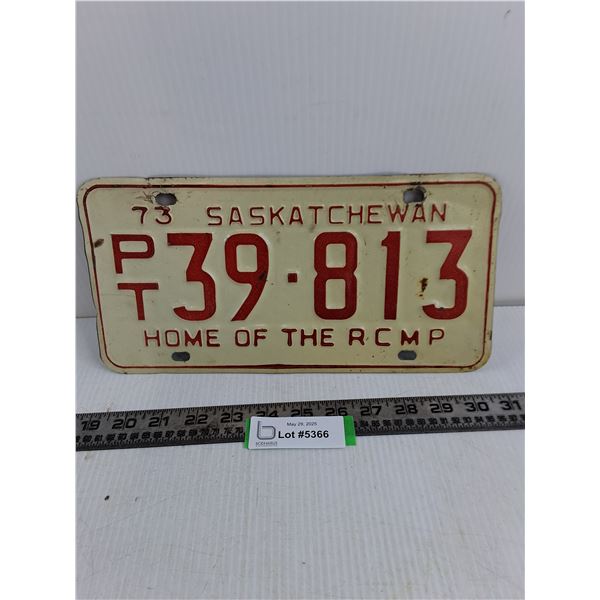 73 SASKATCHEWAN
PT 39·813
HOME OF THE R C M P
19 20 21 22 23 24 25 26 27 28 29 30 31
May 29, 2025
b Lot #5366
BODNARUS